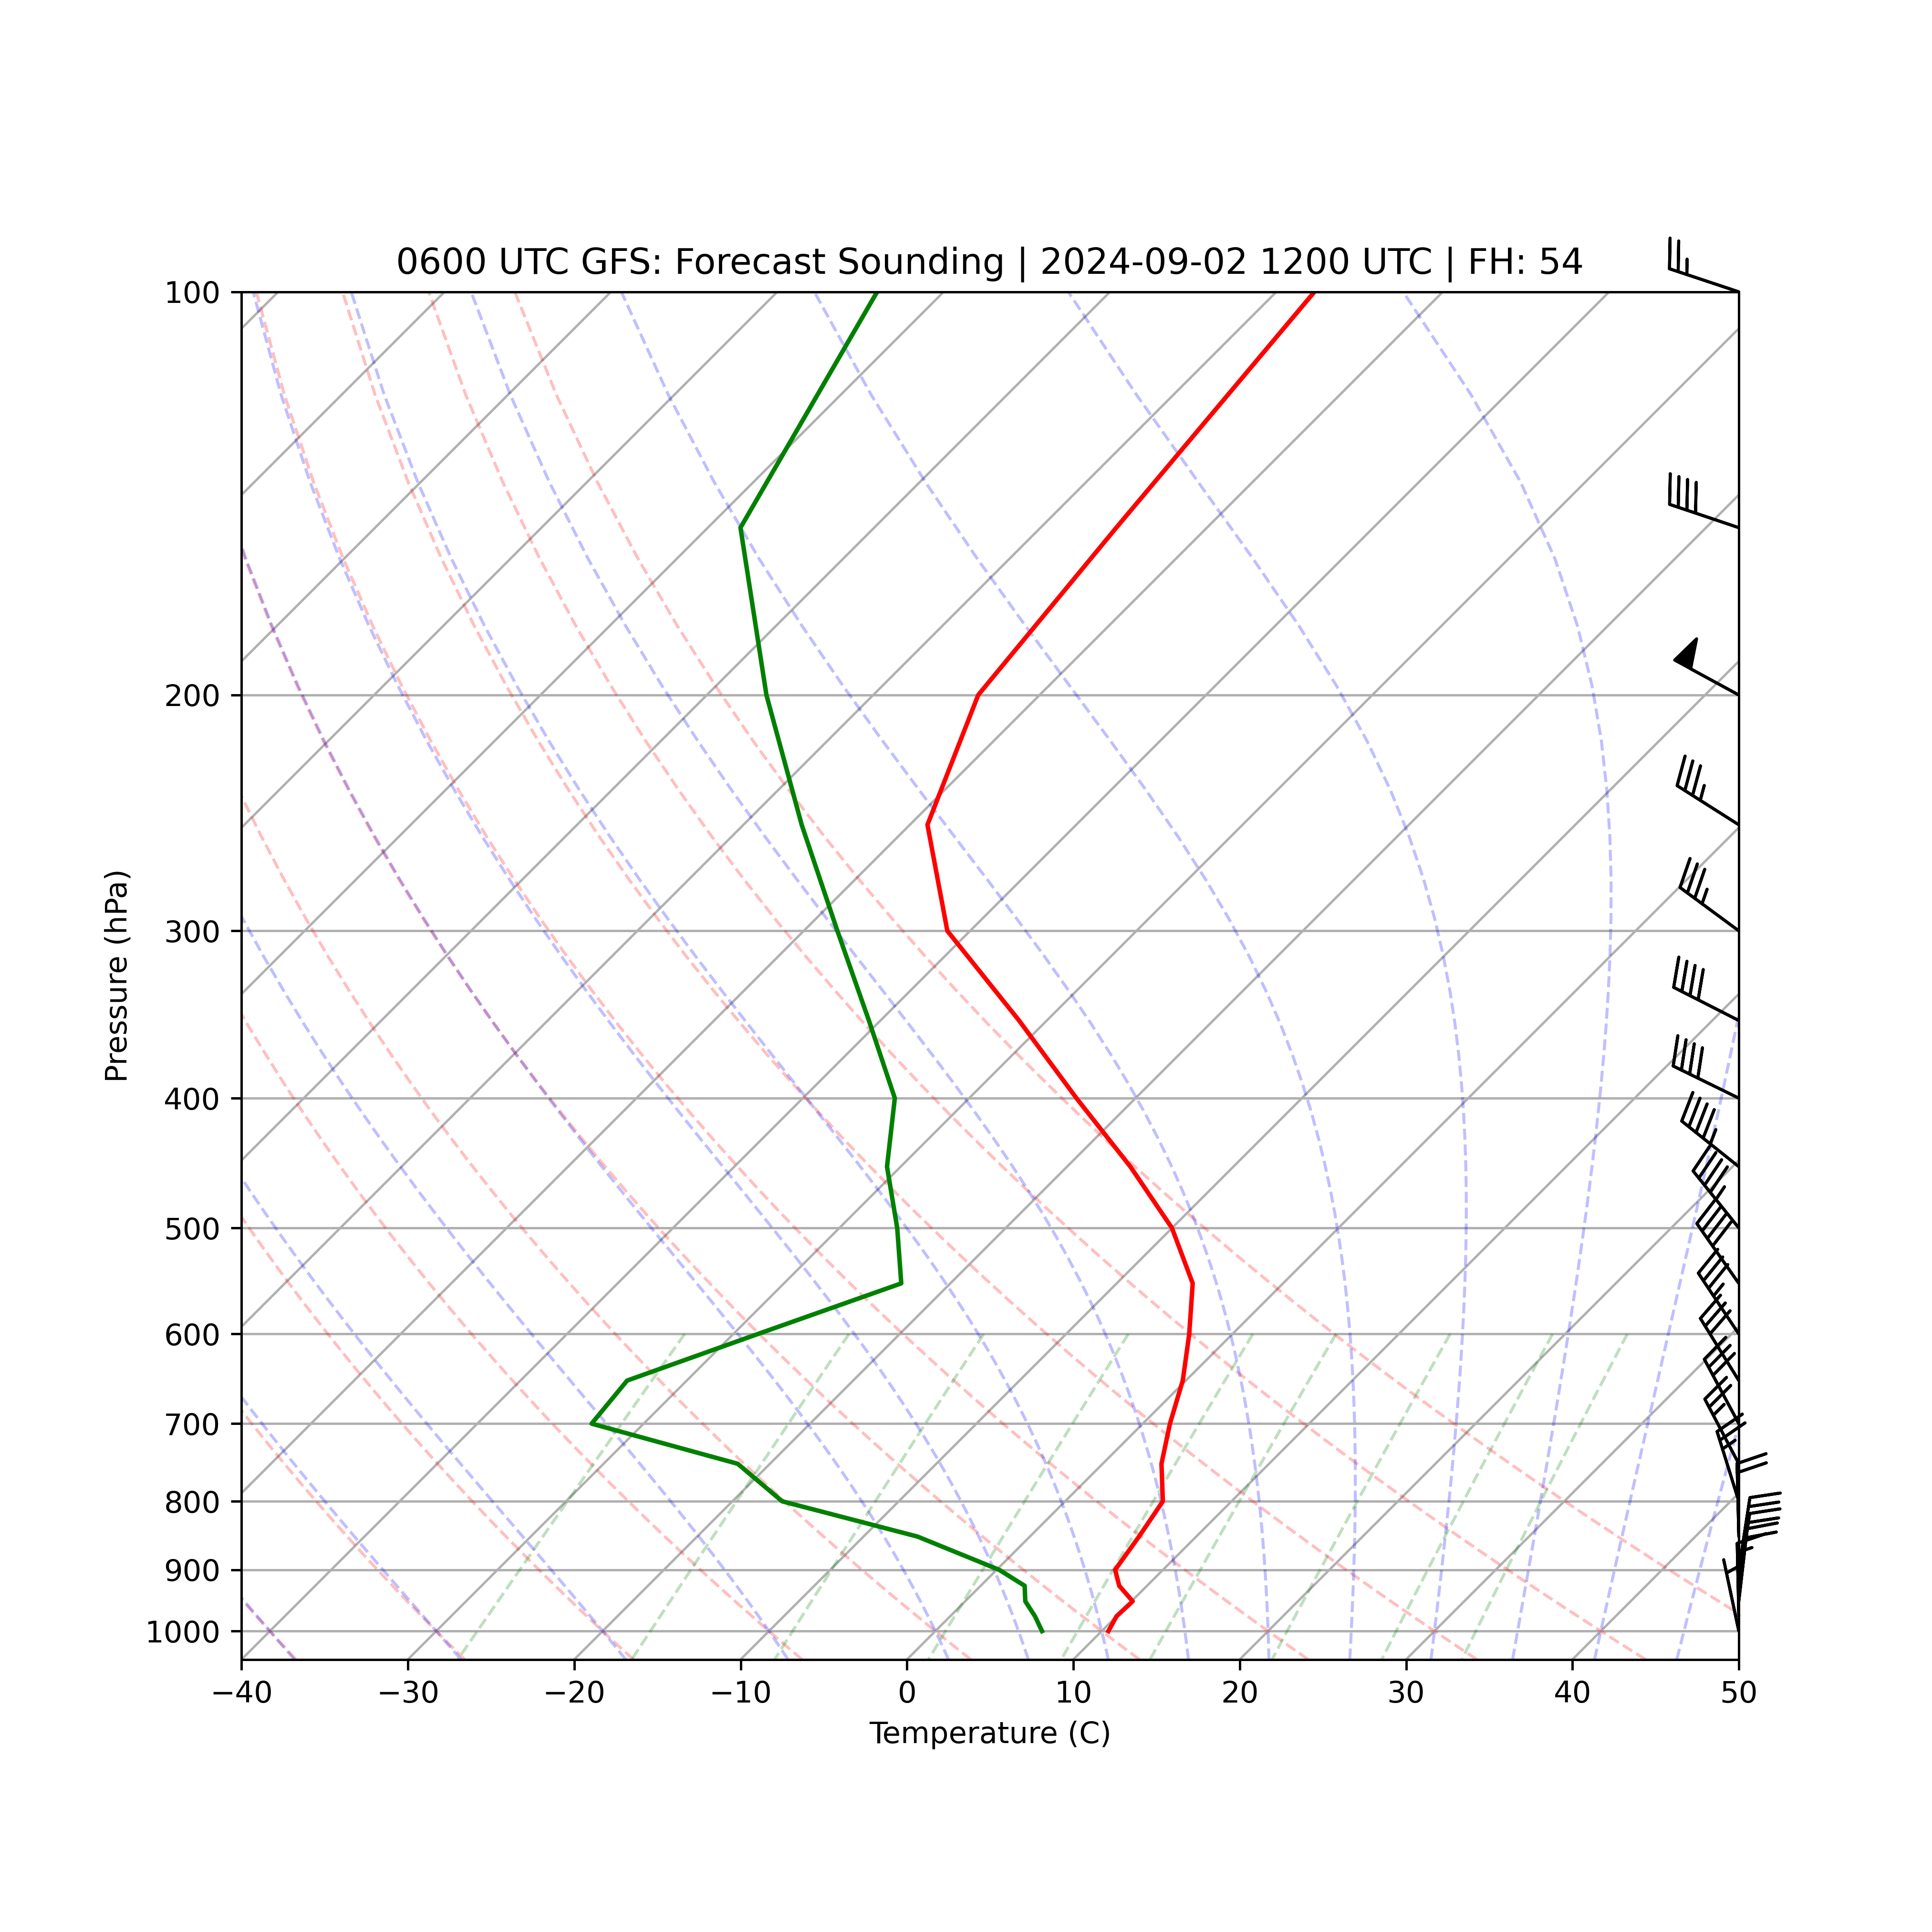 0600 UTC GFS: Forecast Sounding | 2024-09-02 1200 UTC | FH: 54
100
200
300
400
500
600
700
800
900
1000
Pressure (hPa)
−40 −30 −20 −10 0 10 20 30 40 50
Temperature (C)